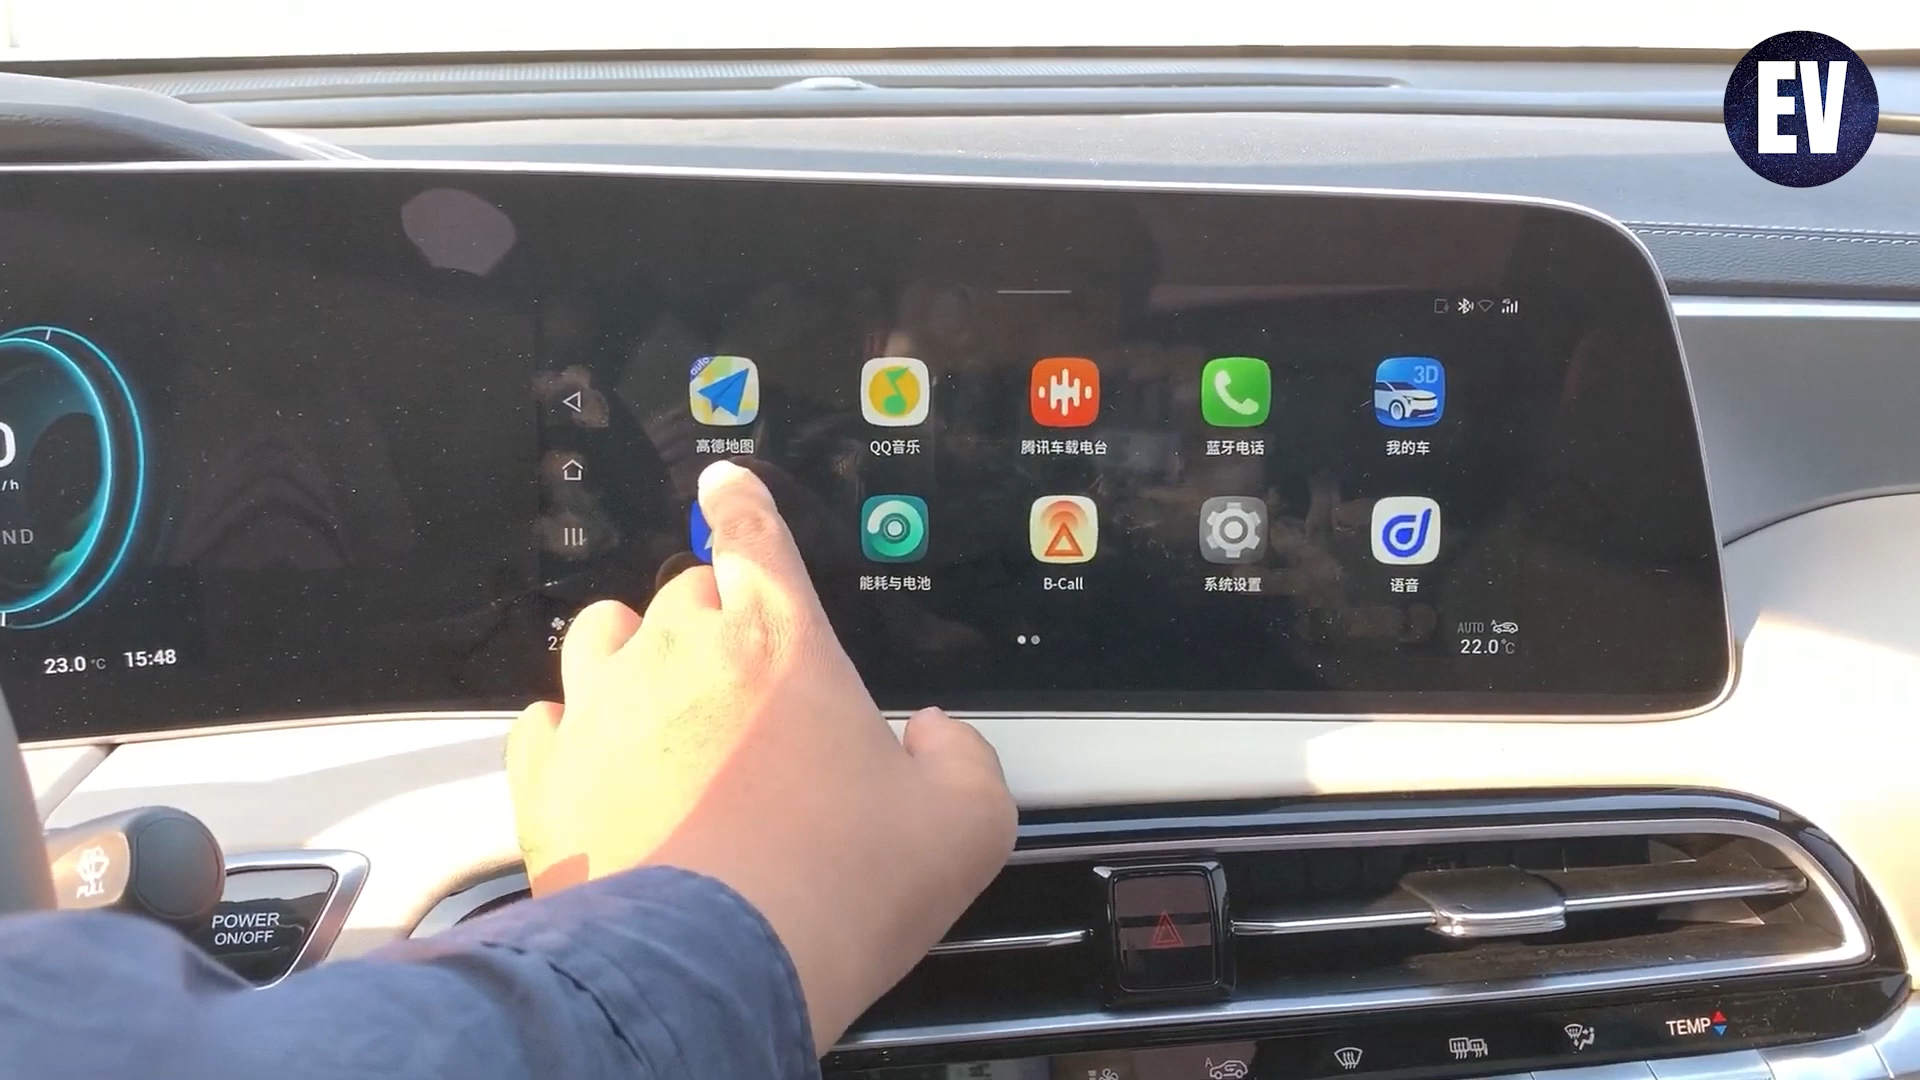 EV
auto
3D
高德地图
QQ音乐
腾讯车载电台
蓝牙电话
我的车
能耗与电池
B-Call
系统设置
语音
/h
ND
23.0°C 15:48
AUTO
22.0°C
PULL
POWER
ON/OFF
TEMP